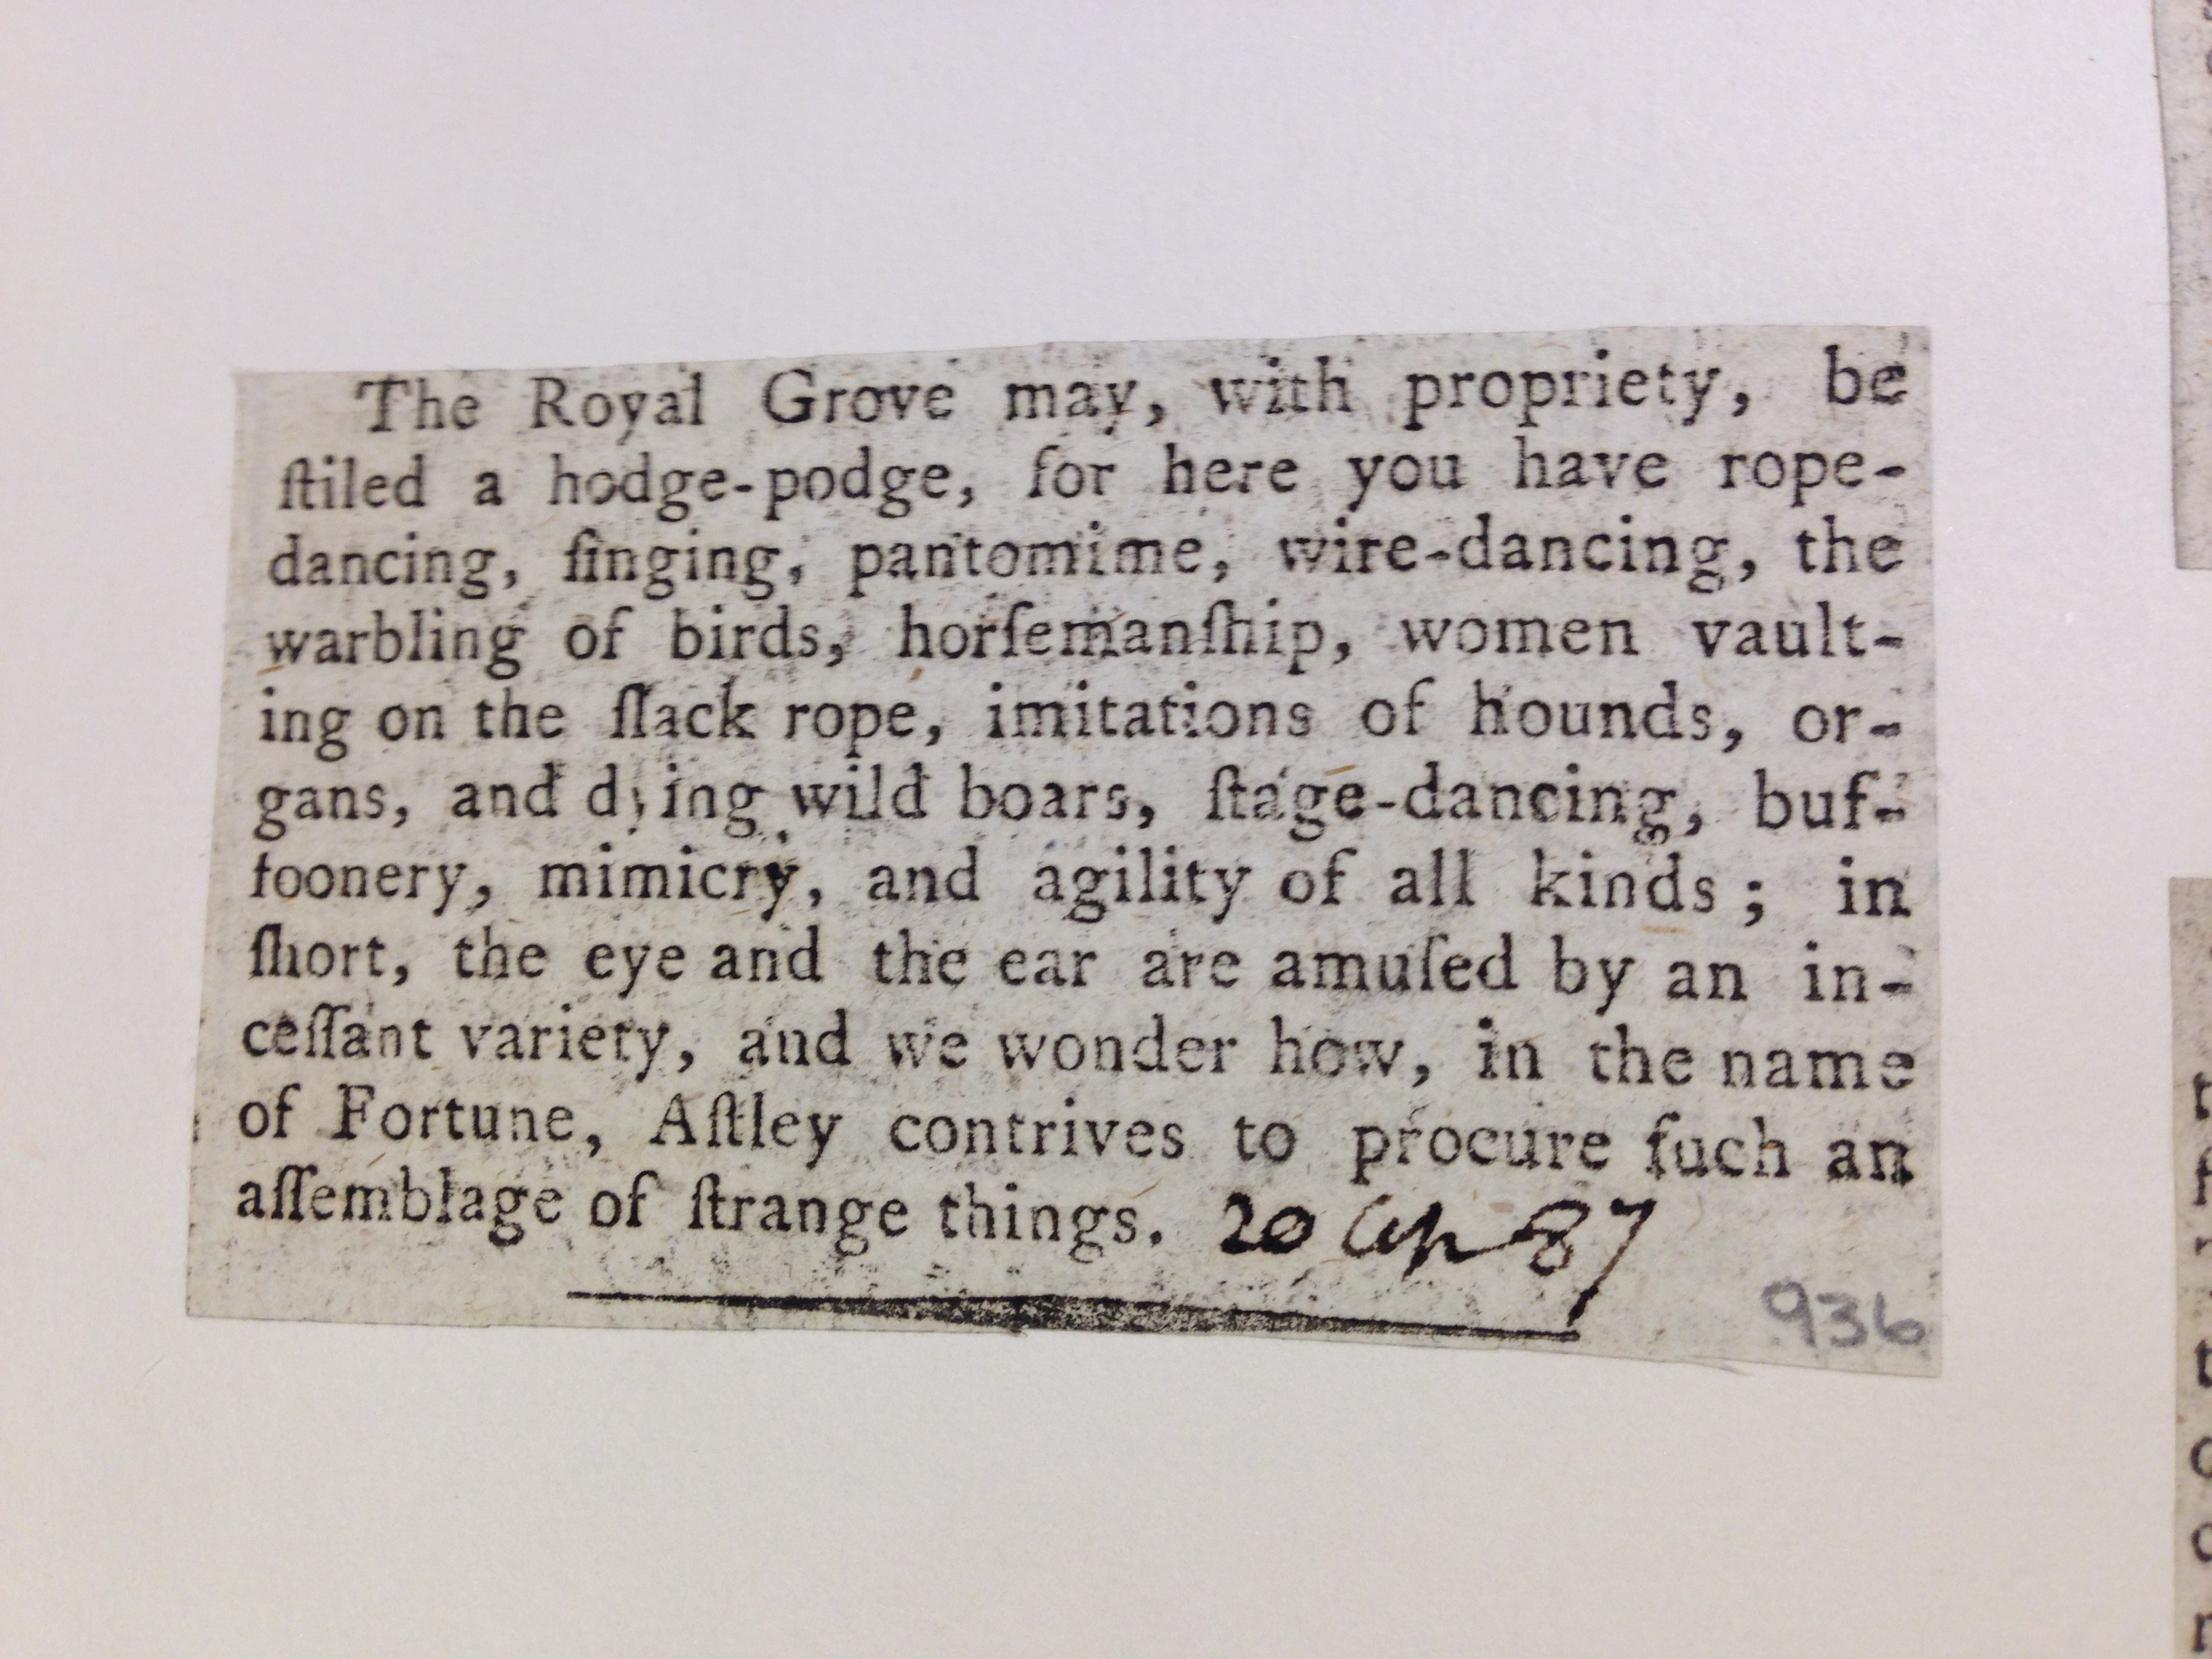 The Royal Grove may, with propriety, be
ſtiled a hodge-podge, for here you have rope-
dancing, ſinging, pantomime, wire-dancing, the
warbling of birds, horſemanſhip, women vault-
ing on the ſlack rope, imitations of hounds, or-
gans, and dying wild boars, ſtage-dancing, buf-
foonery, mimicry, and agility of all kinds ; in
ſhort, the eye and the ear are amuſed by an in-
ceſſant variety, and we wonder how, in the name
of Fortune, Aſtley contrives to procure ſuch an
aſſemblage of ſtrange things. 20 Ap 87
936